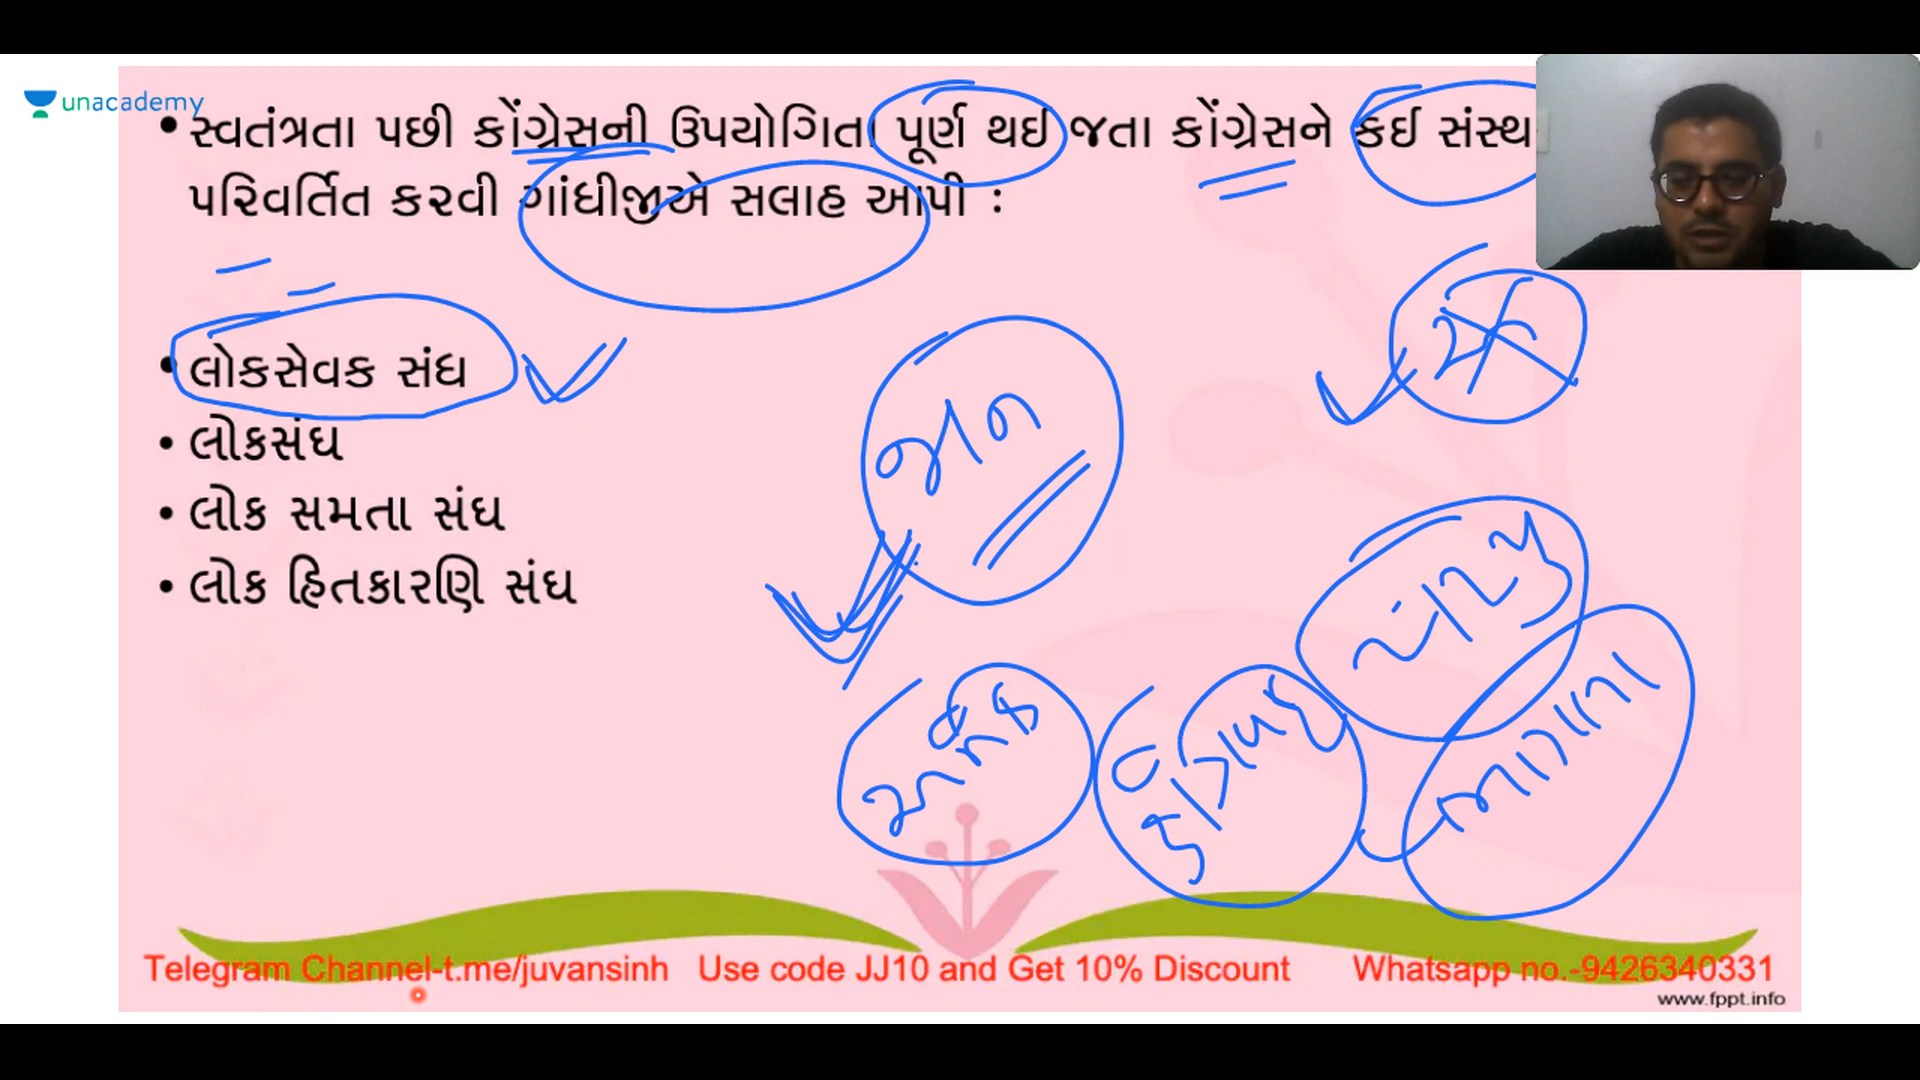 unacademy
• સ્વતંત્રતા પછી કોંગ્રેસની ઉપયોગિતા પૂર્ણ થઈ જતા કોંગ્રેસને કઈ સંસ્થ
પરિવર્તિત કરવી ગાંધીજીએ સલાહ આપી :
• લોકસેવક સંઘ
• લોકસંઘ
• લોક સમતા સંઘ
• લોક હિતકારણિ સંઘ
Telegram Channel-t.me/juvansinh Use code JJ10 and Get 10% Discount Whatsapp no.-9426340331
www.fppt.info